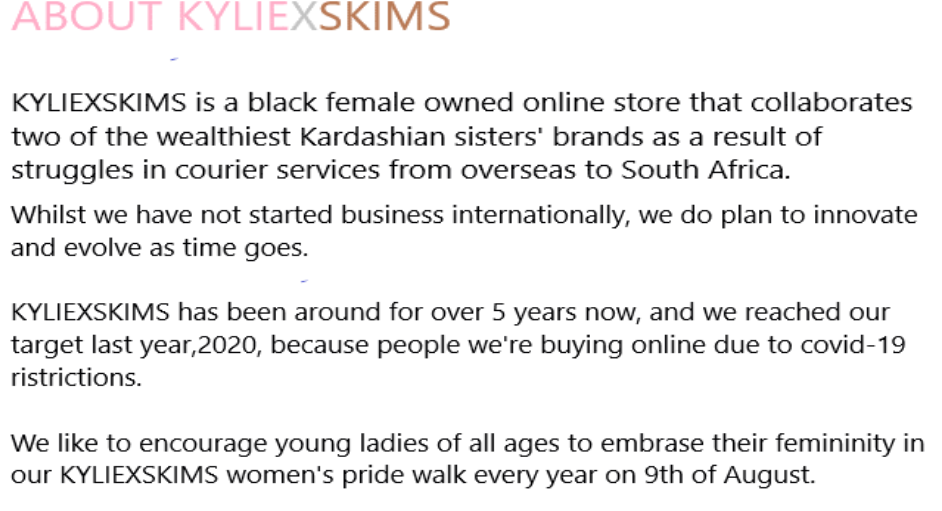 ABOUT KYLIEXSKIMS
KYLIEXSKIMS is a black female owned online store that collaborates
two of the wealthiest Kardashian sisters' brands as a result of
struggles in courier services from overseas to South Africa.
Whilst we have not started business internationally, we do plan to innovate
and evolve as time goes.
KYLIEXSKIMS has been around for over 5 years now, and we reached our
target last year,2020, because people we're buying online due to covid-19
ristrictions.
We like to encourage young ladies of all ages to embrase their femininity in
our KYLIEXSKIMS women's pride walk every year on 9th of August.